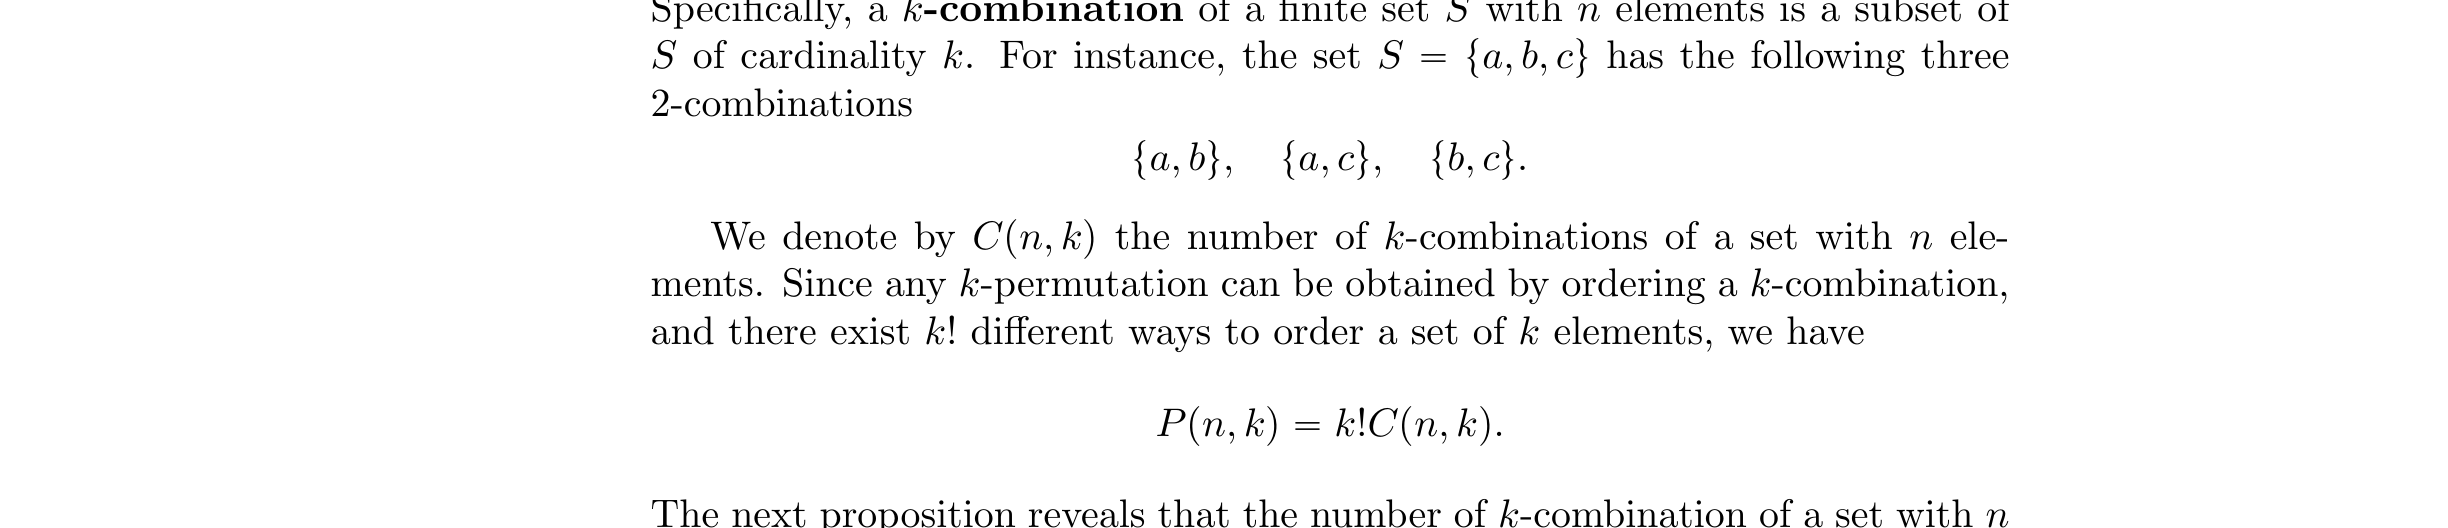 Specifically, a k-combination of a finite set S with n elements is a subset of
S of cardinality k. For instance, the set S = {a, b, c} has the following three
2-combinations
{a, b}, {a, c}, {b, c}.
We denote by C(n, k) the number of k-combinations of a set with n ele-
ments. Since any k-permutation can be obtained by ordering a k-combination,
and there exist k! different ways to order a set of k elements, we have
P(n, k) = k!C(n, k).
The next proposition reveals that the number of k-combination of a set with n